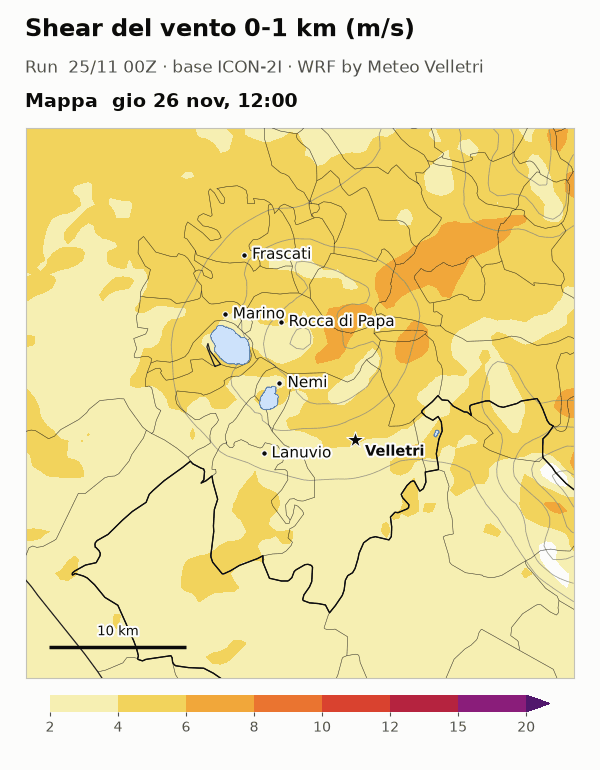 Shear del vento 0-1 km (m/s)
Run  25/11 00Z · base ICON-2I · WRF by Meteo Velletri
Mappa  gio 26 nov, 12:00
Frascati
Marino
Rocca di Papa
Nemi
Velletri
Lanuvio
10 km
2 4 6 8 10 12 15 20